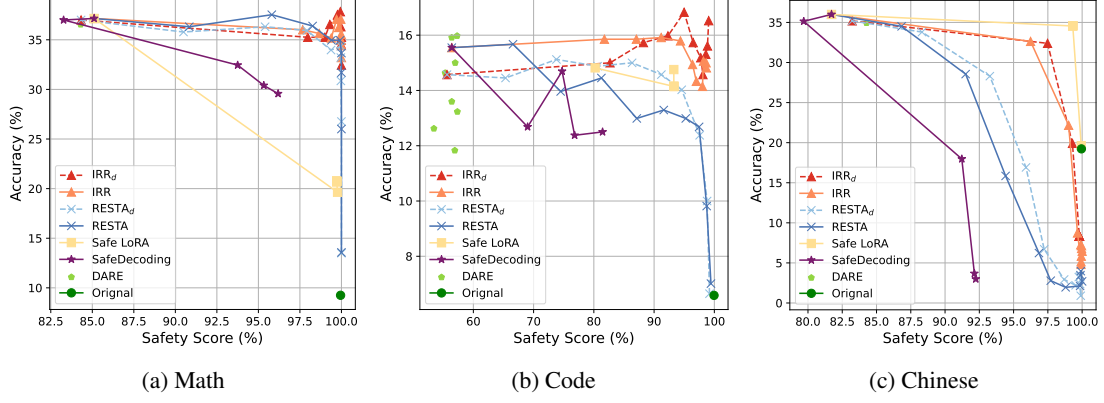 Accuracy (%)
35
30
25
20
15
10
82.5 85.0 87.5 90.0 92.5 95.0 97.5 100.0
Safety Score (%)
IRR_d
IRR
RESTA_d
RESTA
Safe LoRA
SafeDecoding
DARE
Orignal
(a) Math
Accuracy (%)
16
14
12
10
8
60 70 80 90 100
Safety Score (%)
IRR_d
IRR
RESTA_d
RESTA
Safe LoRA
SafeDecoding
DARE
Orignal
(b) Code
Accuracy (%)
35
30
25
20
15
10
5
0
80.0 82.5 85.0 87.5 90.0 92.5 95.0 97.5 100.0
Safety Score (%)
IRR_d
IRR
RESTA_d
RESTA
Safe LoRA
SafeDecoding
DARE
Orignal
(c) Chinese